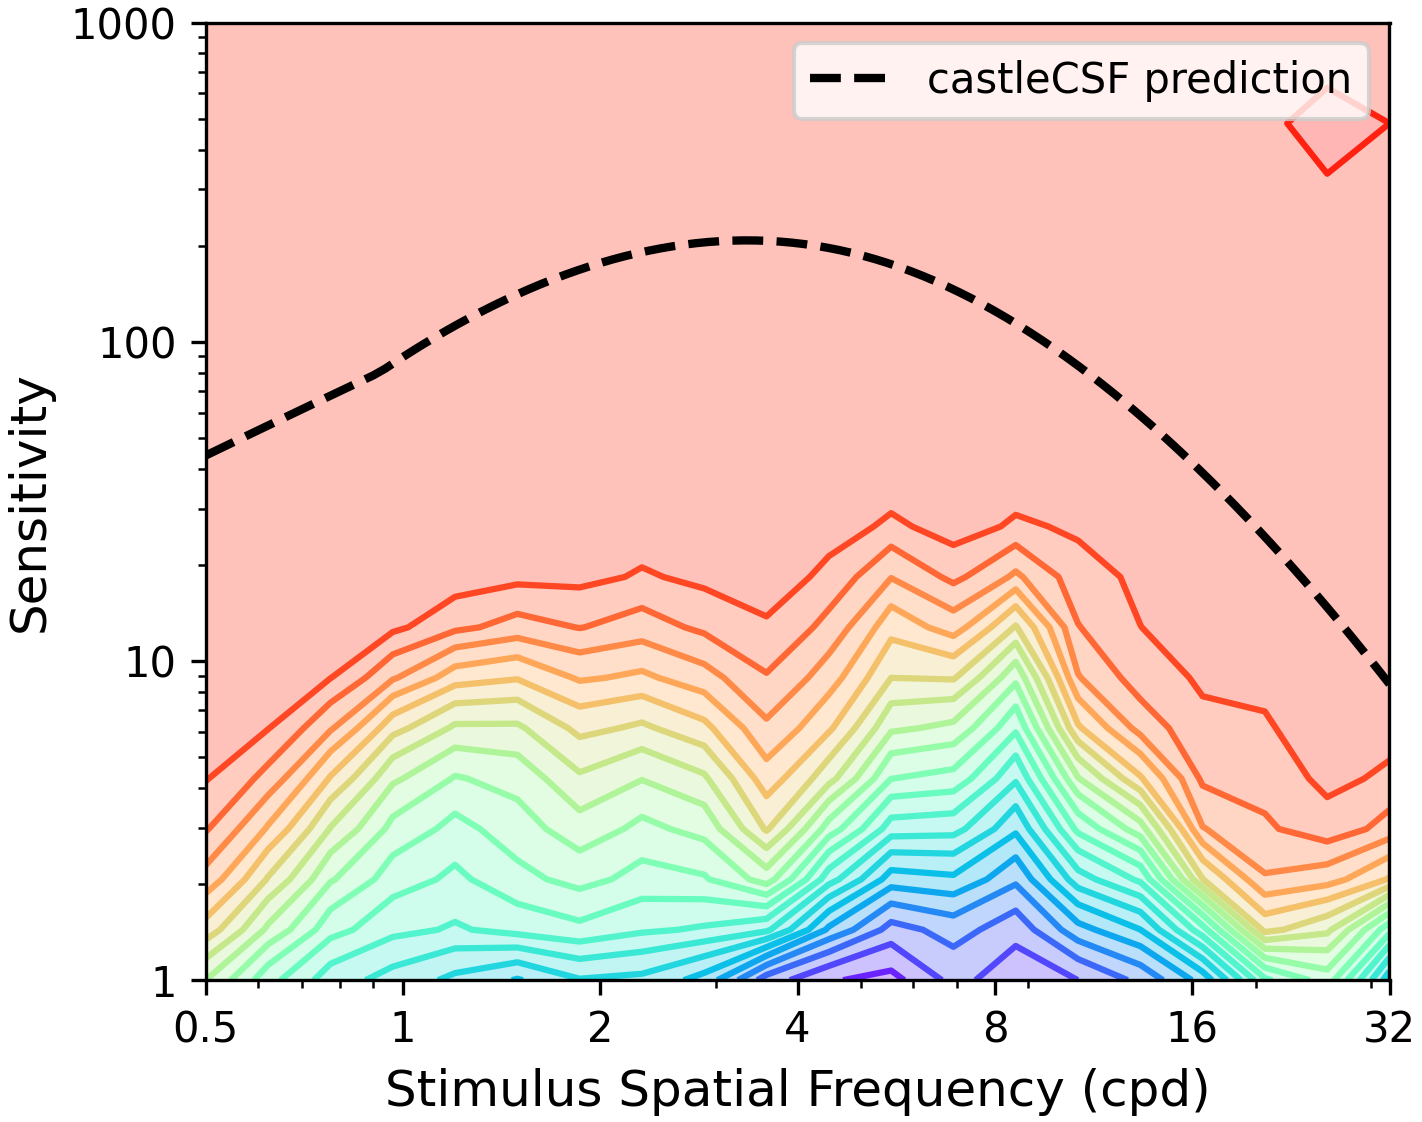 1000
castleCSF prediction
100
Sensitivity
10
1
0.5 1 2 4 8 16 32
Stimulus Spatial Frequency (cpd)